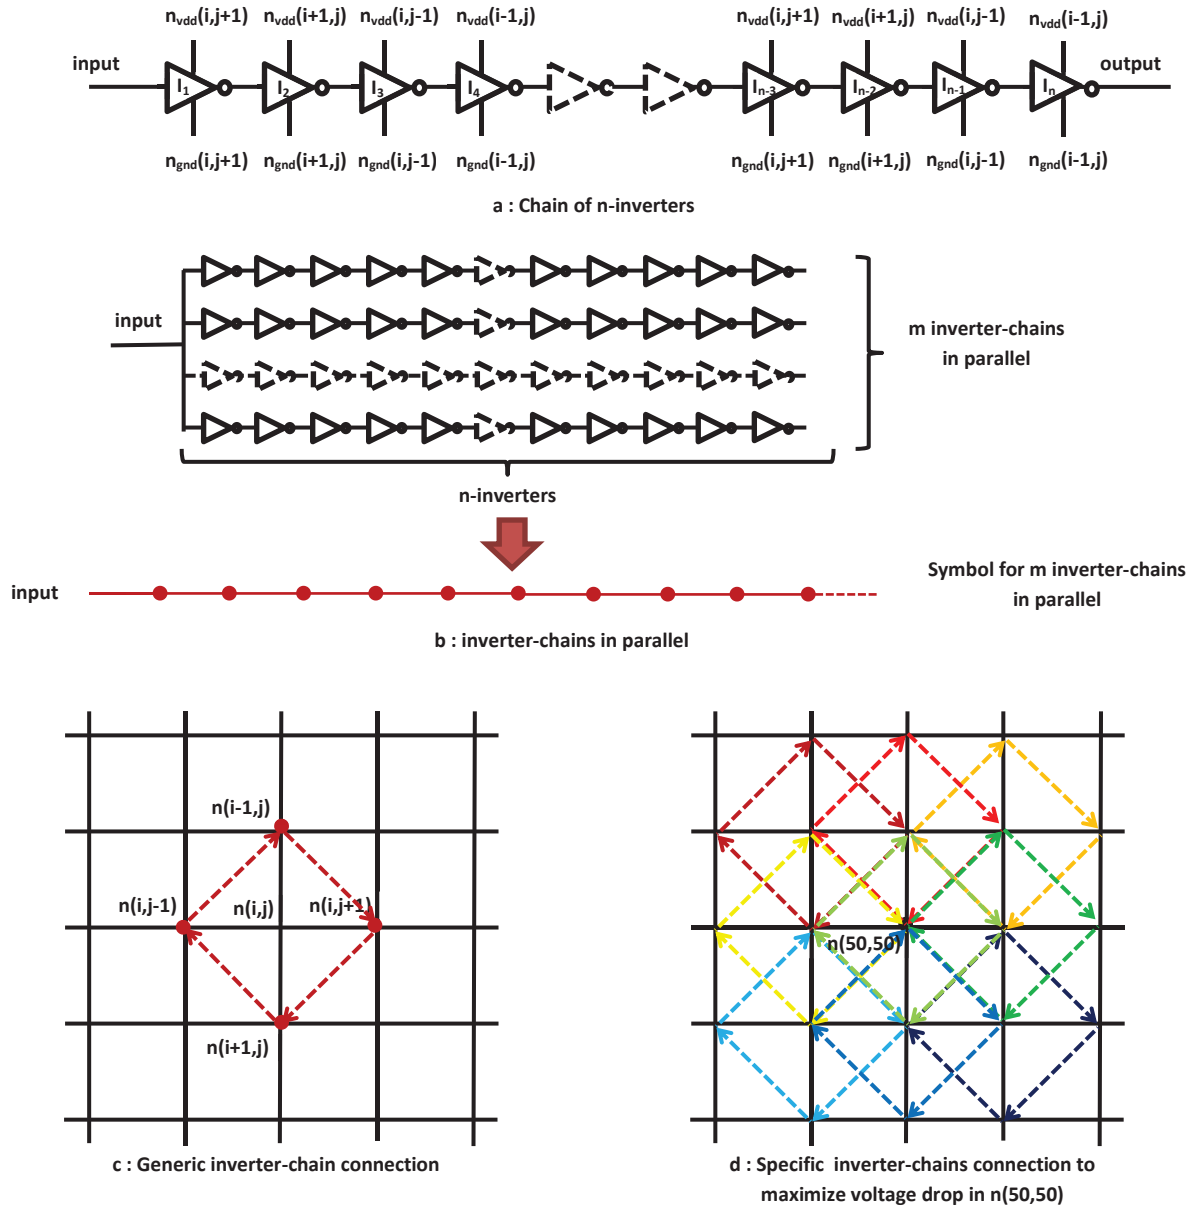 nvdd(i,j+1) nvdd(i+1,j) nvdd(i,j-1) nvdd(i-1,j) nvdd(i,j+1) nvdd(i+1,j) nvdd(i,j-1) nvdd(i-1,j)
input output
I1 I2 I3 I4 In-3 In-2 In-1 In
ngnd(i,j+1) ngnd(i+1,j) ngnd(i,j-1) ngnd(i-1,j) ngnd(i,j+1) ngnd(i+1,j) ngnd(i,j-1) ngnd(i-1,j)
a : Chain of n-inverters
input
m inverter-chains
in parallel
n-inverters
input
Symbol for m inverter-chains
in parallel
b : inverter-chains in parallel
n(i-1,j)
n(i,j-1) n(i,j) n(i,j+1)
n(i+1,j)
c : Generic inverter-chain connection
n(50,50)
d : Specific inverter-chains connection to
maximize voltage drop in n(50,50)